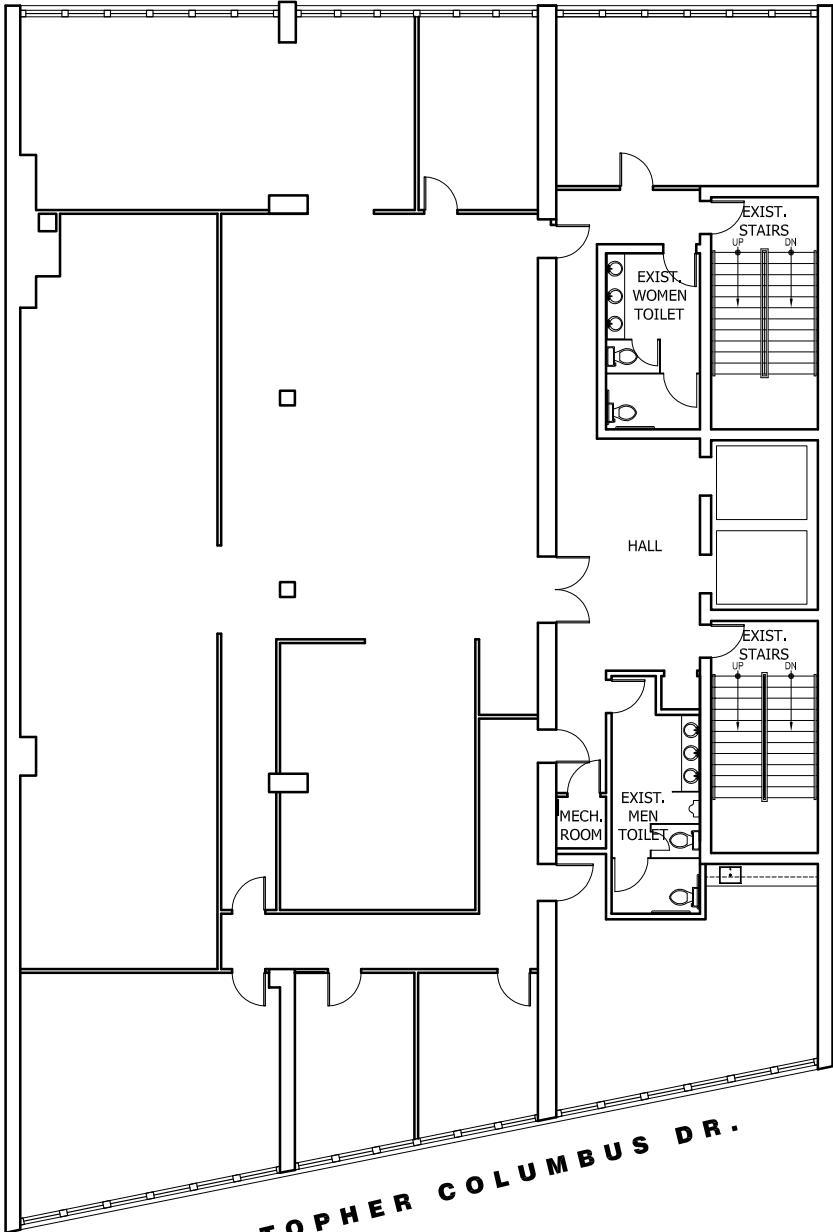 EXIST.
STAIRS
UP DN
EXIST.
WOMEN
TOILET
HALL
EXIST.
STAIRS
UP DN
EXIST.
MEN
TOILET
MECH.
ROOM
TOPHER COLUMBUS DR.